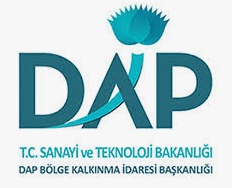 DAP
T.C. SANAYİ ve TEKNOLOJİ BAKANLIĞI
DAP BÖLGE KALKINMA İDARESİ BAŞKANLIĞI